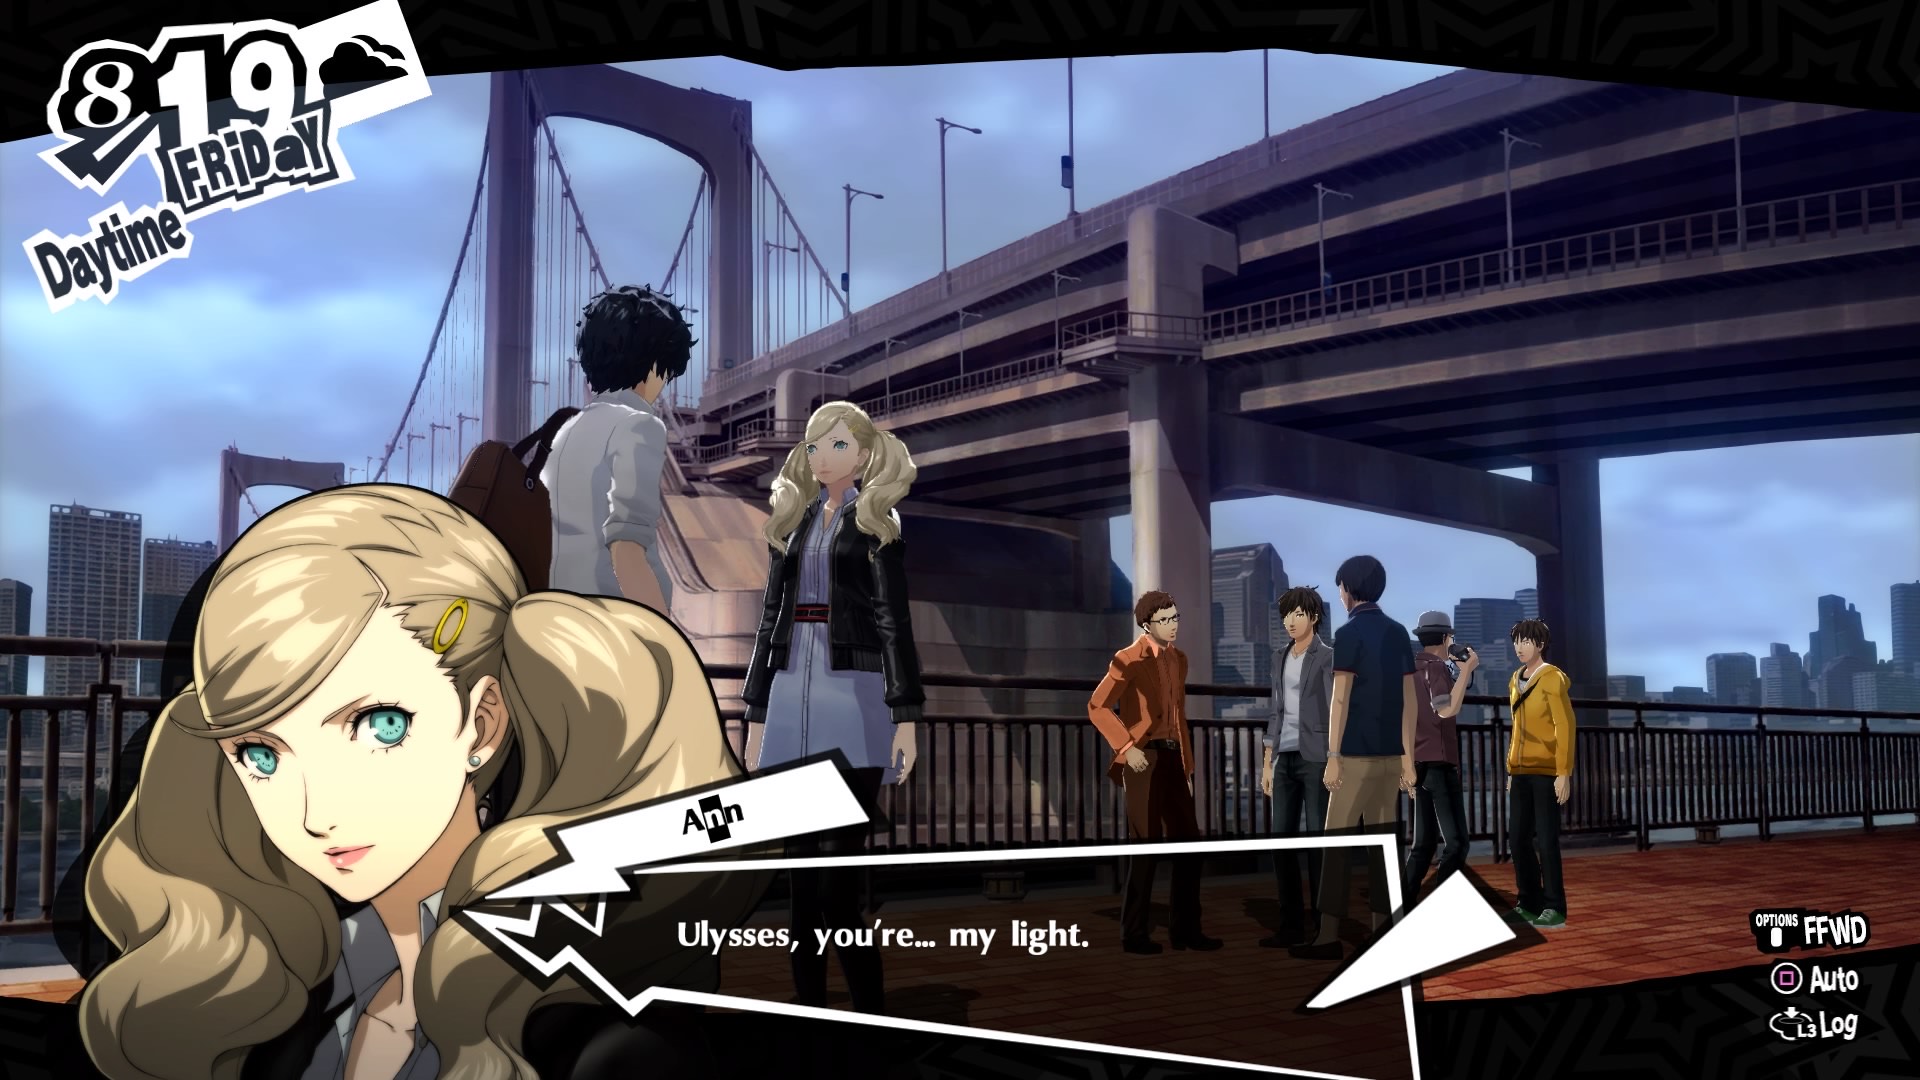 8/19
FRiDaY
Daytime
Ann
Ulysses, you're... my light.
OPTIONS FFWD
Auto
L3 Log